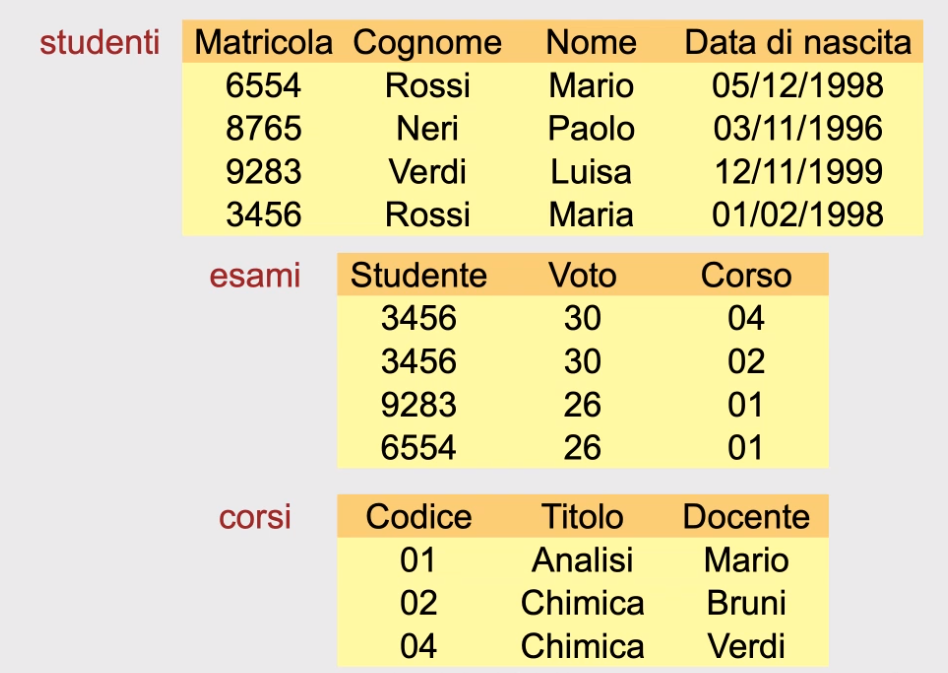 studenti Matricola Cognome Nome Data di nascita
6554 Rossi Mario 05/12/1998
8765 Neri Paolo 03/11/1996
9283 Verdi Luisa 12/11/1999
3456 Rossi Maria 01/02/1998
esami Studente Voto Corso
3456 30 04
3456 30 02
9283 26 01
6554 26 01
corsi Codice Titolo Docente
01 Analisi Mario
02 Chimica Bruni
04 Chimica Verdi